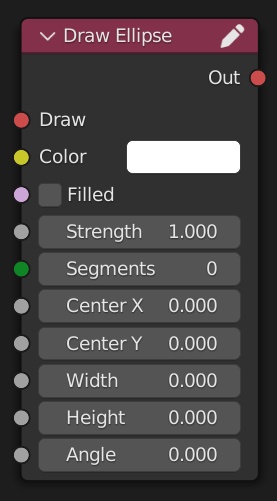 Draw Ellipse
Out
Draw
Color
Filled
Strength 1.000
Segments 0
Center X 0.000
Center Y 0.000
Width 0.000
Height 0.000
Angle 0.000